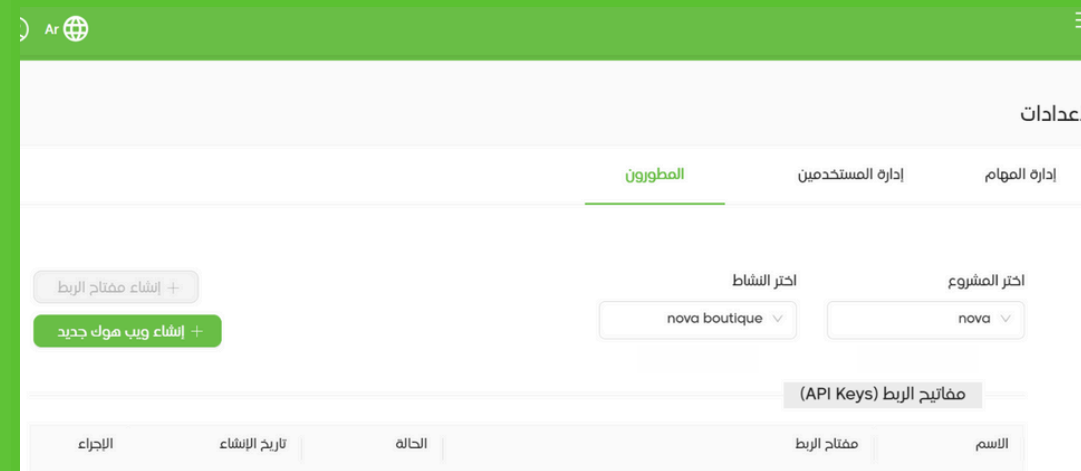 Ar
إعدادات
إدارة المهام
إدارة المستخدمين
المطورون
اختر المشروع
اختر النشاط
nova
nova boutique
+ إنشاء مفتاح الربط
+ إنشاء ويب هوك جديد
مفاتيح الربط (API Keys)
الاسم
مفتاح الربط
الحالة
تاريخ الإنشاء
الإجراء